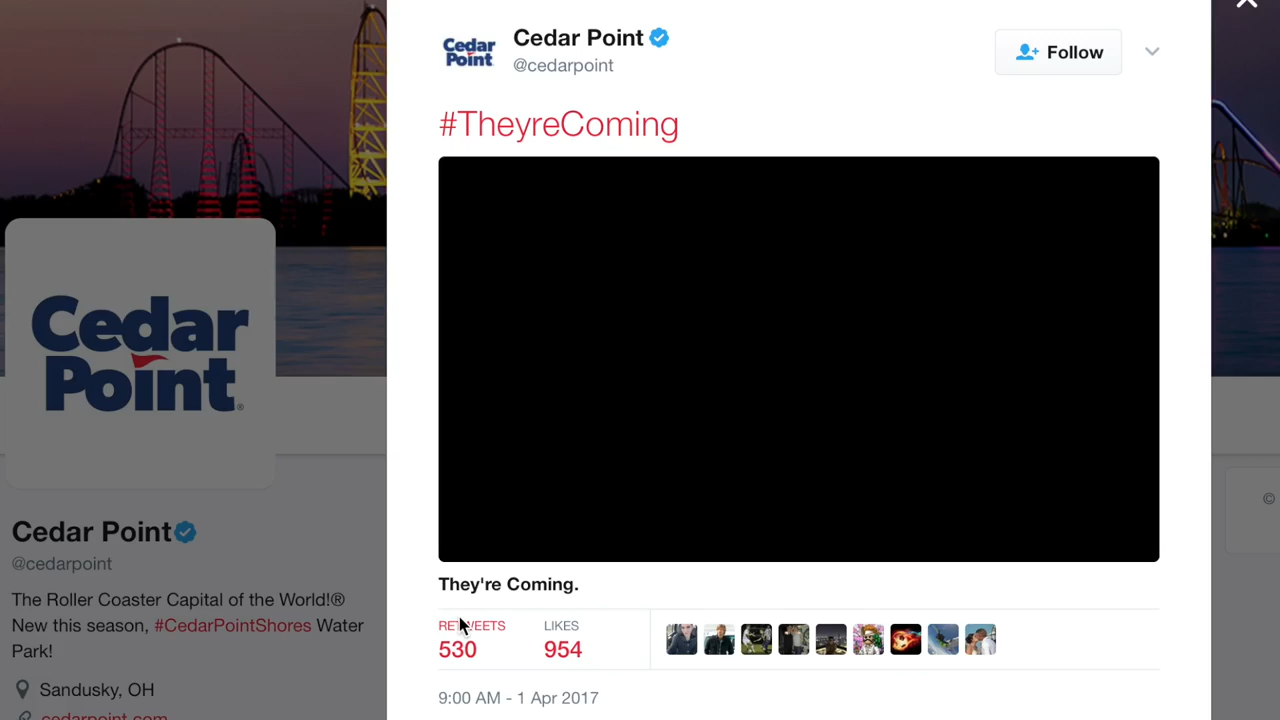 Cedar Point
@cedarpoint
Follow
#TheyreComing
They're Coming.
RETWEETS
LIKES
530
954
9:00 AM - 1 Apr 2017
Cedar
Point
Cedar
Point®
Cedar Point
@cedarpoint
The Roller Coaster Capital of the World!®
New this season, #CedarPointShores Water
Park!
Sandusky, OH
cedarpoint.com
©